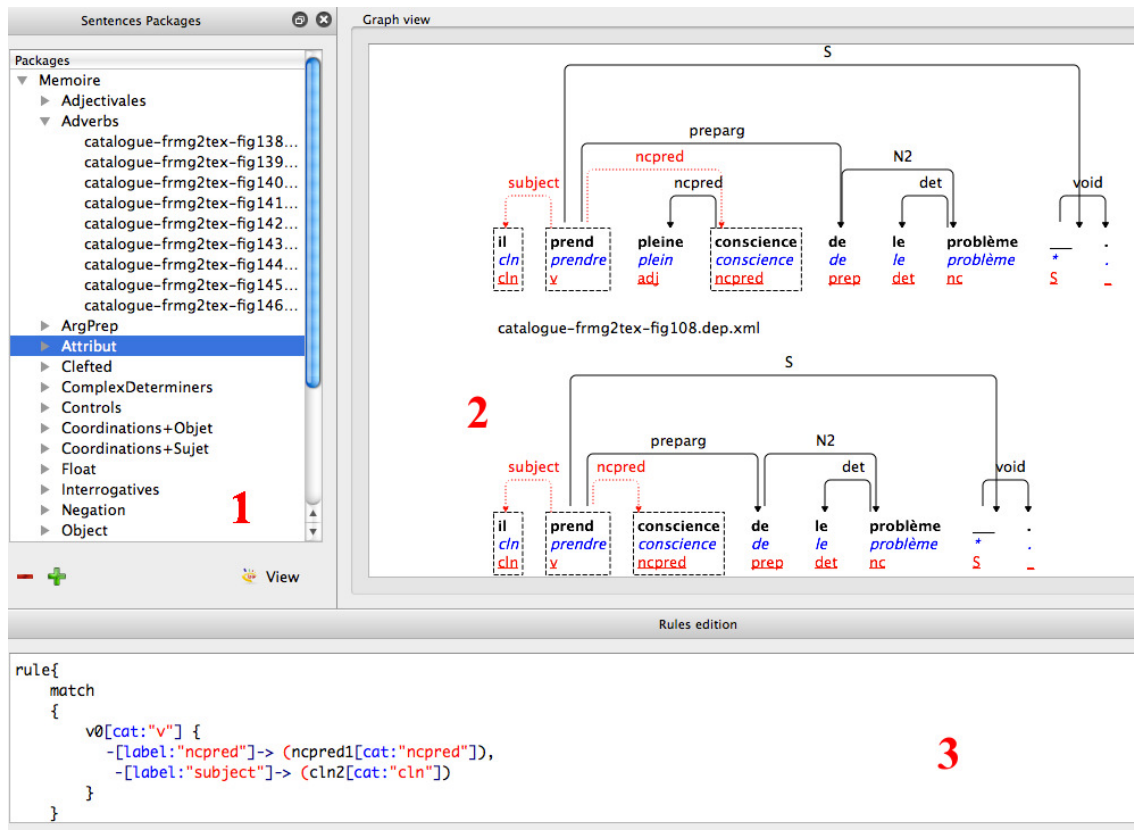 Sentences Packages
Packages
Memoire
Adjectivales
Adverbs
catalogue-frmg2tex-fig138...
catalogue-frmg2tex-fig139...
catalogue-frmg2tex-fig140...
catalogue-frmg2tex-fig141...
catalogue-frmg2tex-fig142...
catalogue-frmg2tex-fig143...
catalogue-frmg2tex-fig144...
catalogue-frmg2tex-fig145...
catalogue-frmg2tex-fig146...
ArgPrep
Attribut
Clefted
ComplexDeterminers
Controls
Coordinations+Objet
Coordinations+Sujet
Float
Interrogatives
Negation
Object
1
View
Graph view
S
preparg
ncpred N2
subject ncpred det void
il prend pleine conscience de le problème __ .
cln prendre plein conscience de le problème * .
cln v adj ncpred prep det nc S _
catalogue-frmg2tex-fig108.dep.xml
S
2
preparg N2
subject ncpred det void
il prend conscience de le problème __ .
cln prendre conscience de le problème * .
cln v ncpred prep det nc S _
Rules edition
rule{
match
{
v0[cat:"v"] {
-[label:"ncpred"]-> (ncpred1[cat:"ncpred"]),
-[label:"subject"]-> (cln2[cat:"cln"])
}
}
3